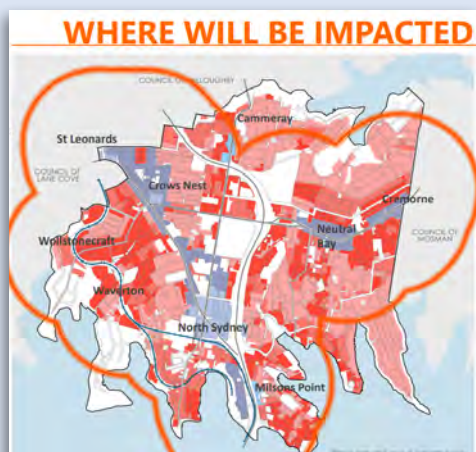 WHERE WILL BE IMPACTED
COUNCIL OF WILLOUGHBY
Cammeray
St Leonards
COUNCIL OF
LANE COVE
Crows Nest
Cremorne
Neutral
Bay
COUNCIL OF
MOSMAN
Wollstonecraft
Waverton
North Sydney
Milsons Point